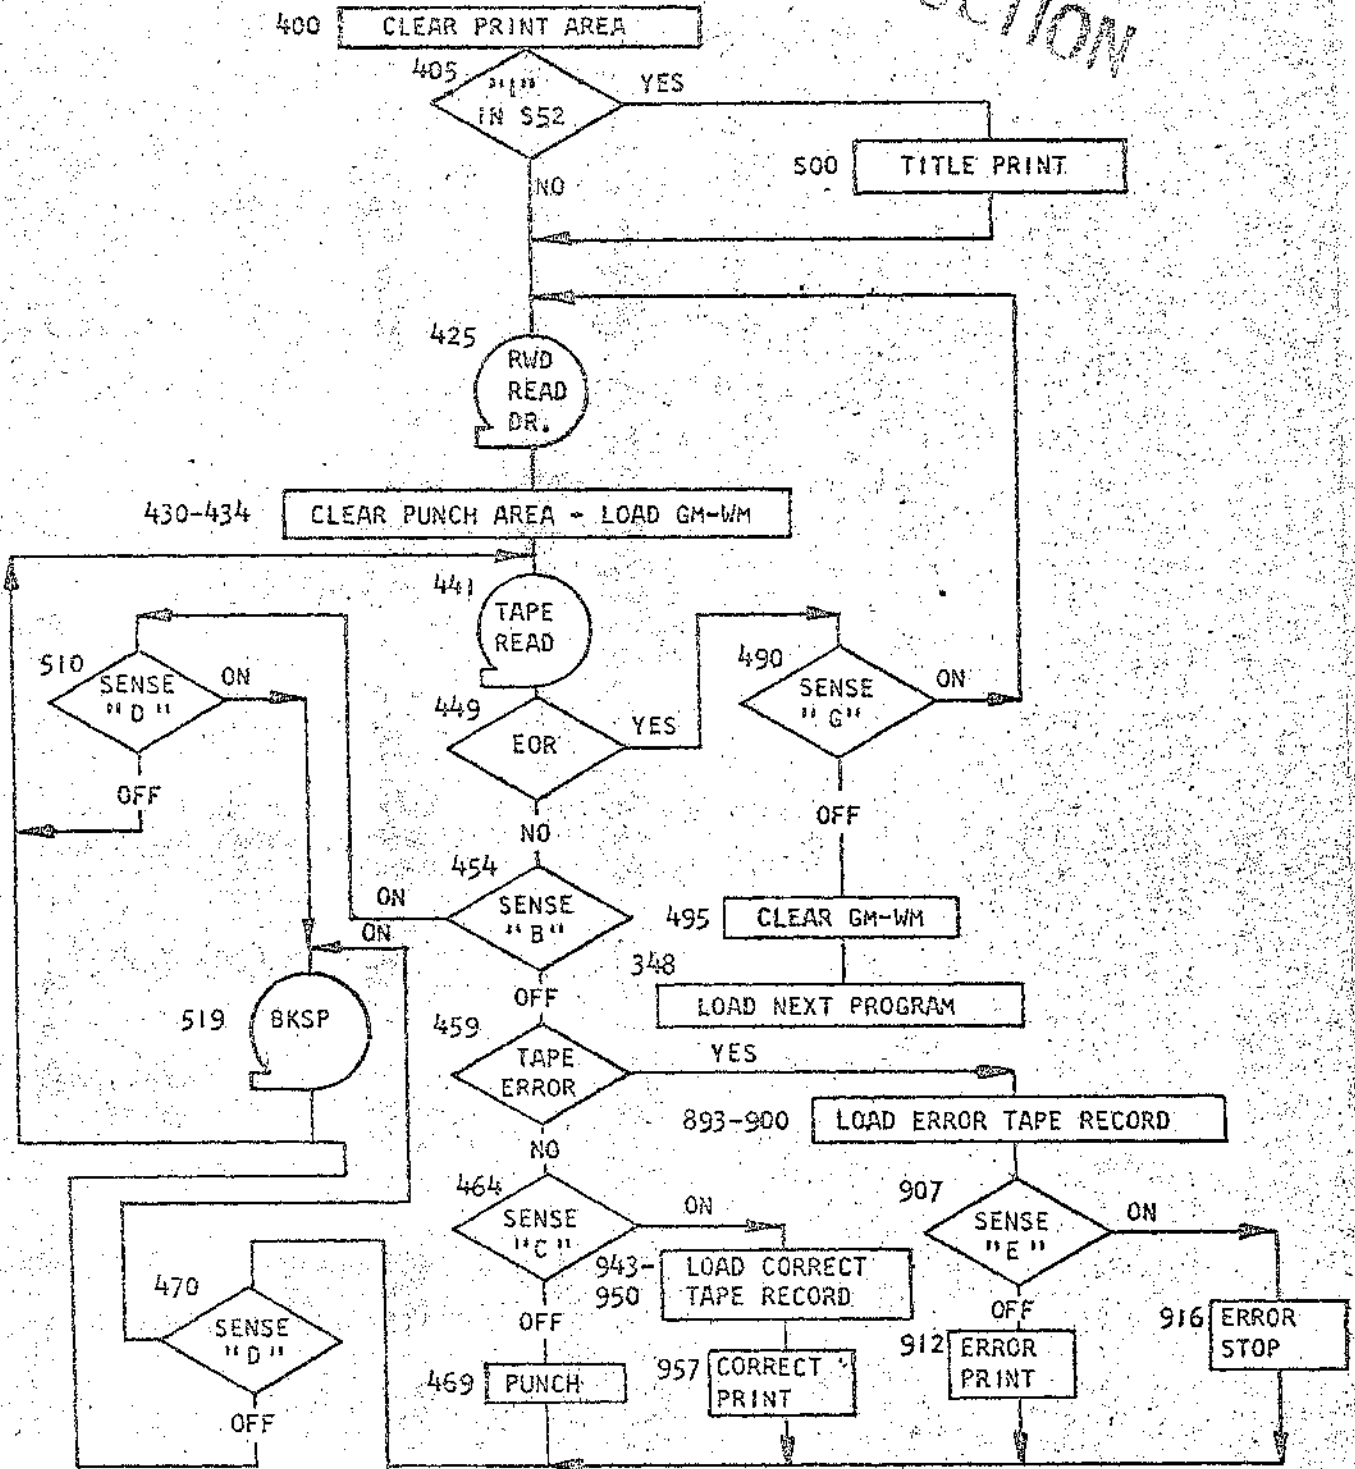 400 CLEAR PRINT AREA
405 "1"
IN S52
YES
500 TITLE PRINT
NO
425
RWD
READ
DR.
430-434 CLEAR PUNCH AREA - LOAD GM-WM
441
TAPE
READ
510
SENSE
"D"
ON
OFF
449
EOR
YES
490
SENSE
"G"
ON
NO
OFF
454
SENSE
"B"
ON
ON
495 CLEAR GM-WM
348
LOAD NEXT PROGRAM
OFF
519 BKSP
459
TAPE
ERROR
YES
893-900 LOAD ERROR TAPE RECORD
NO
464
SENSE
"C"
ON
907
SENSE
"E"
ON
943-
950
LOAD CORRECT
TAPE RECORD
470
SENSE
"D"
OFF
OFF
916 ERROR
STOP
912 ERROR
PRINT
957 CORRECT
PRINT
469 PUNCH
OFF